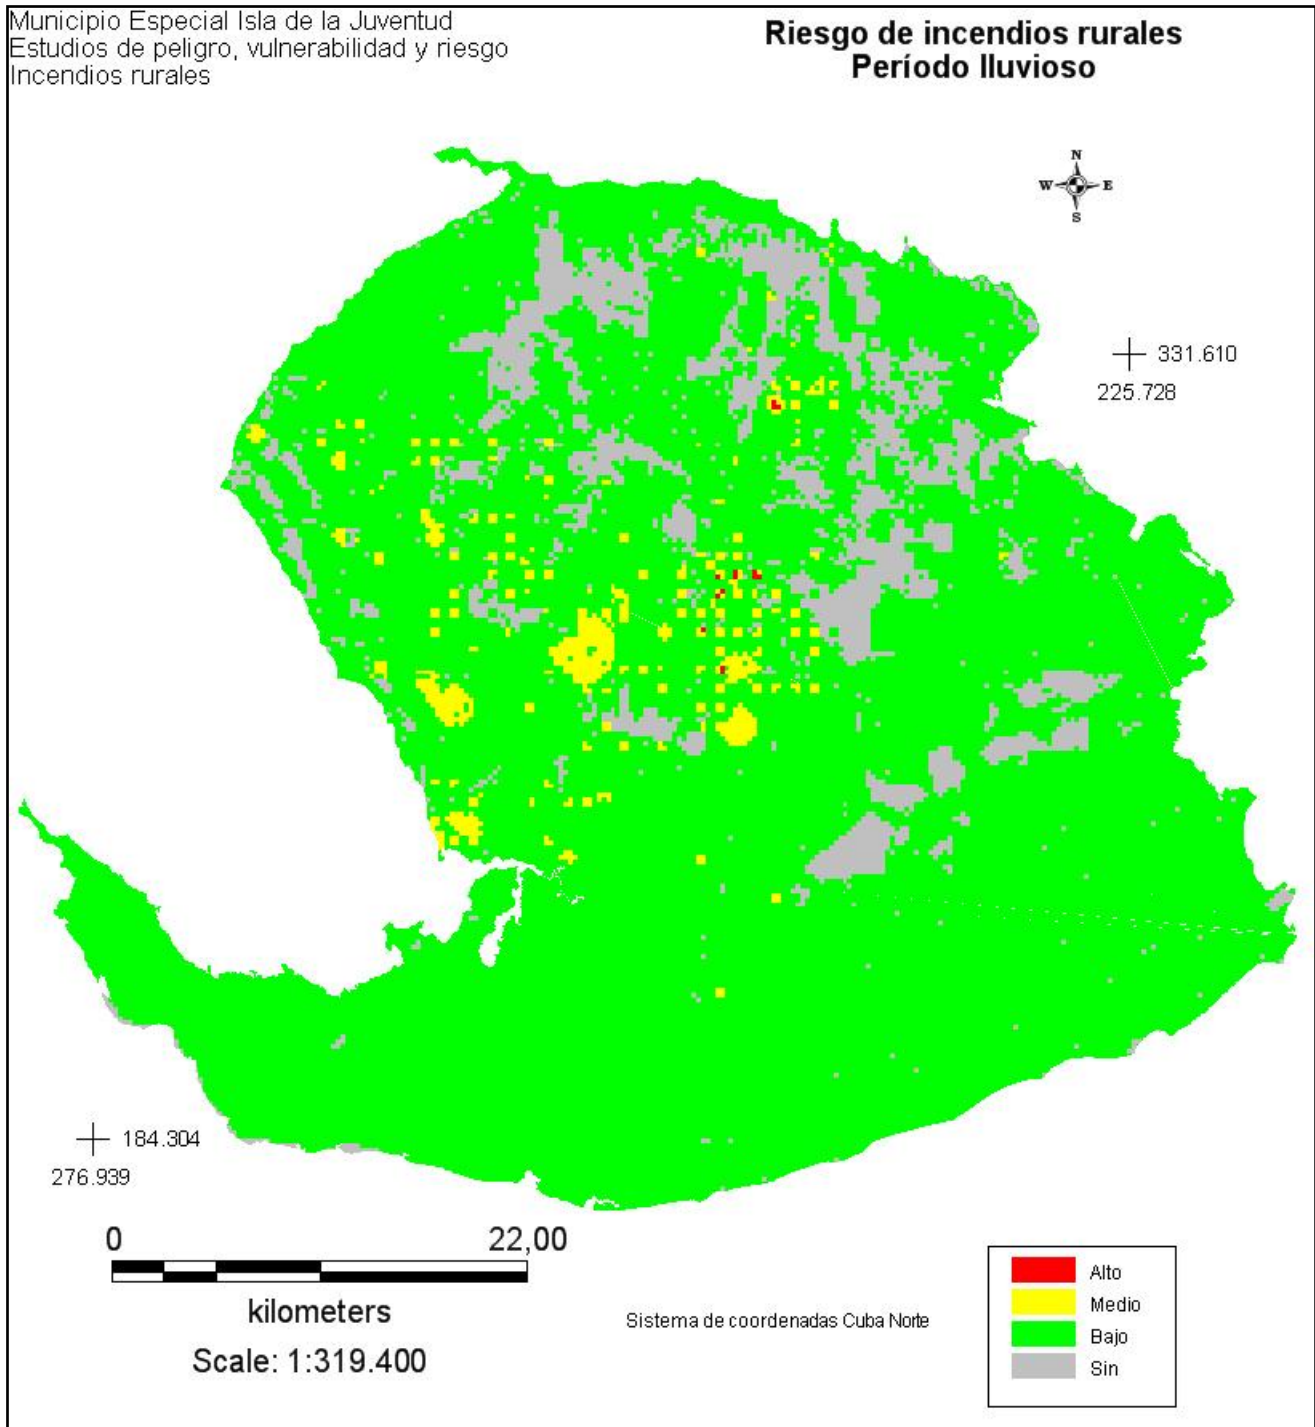 Municipio Especial Isla de la Juventud
Estudios de peligro, vulnerabilidad y riesgo
Incendios rurales
Riesgo de incendios rurales
Período lluvioso
N
W E
S
331.610
225.728
184.304
276.939
0 22,00
kilometers
Scale: 1:319.400
Sistema de coordenadas Cuba Norte
Alto
Medio
Bajo
Sin